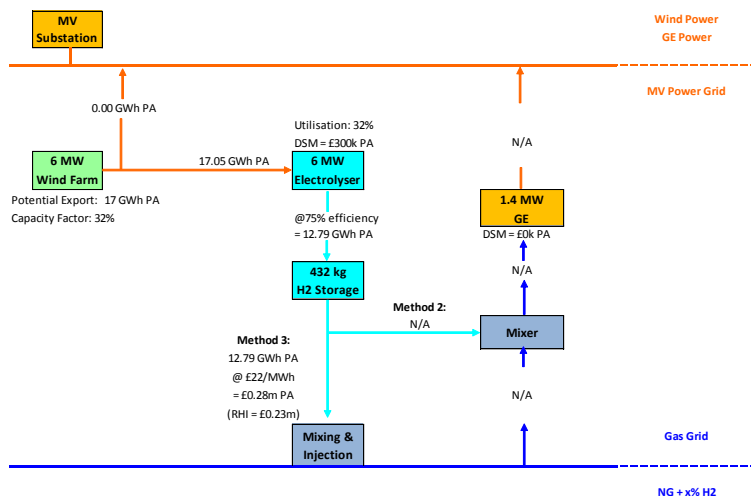 MV
Substation
Wind Power
GE Power
MV Power Grid
0.00 GWh PA
N/A
Utilisation: 32%
DSM = £300k PA
17.05 GWh PA
6 MW
Wind Farm
6 MW
Electrolyser
Potential Export:  17 GWh PA
Capacity Factor: 32%
1.4 MW
GE
DSM = £0k PA
@75% efficiency
= 12.79 GWh PA
N/A
432 kg
H2 Storage
Method 2:
N/A
Mixer
Method 3:
12.79 GWh PA
@ £22/MWh
= £0.28m PA
(RHI = £0.23m)
N/A
Mixing &
Injection
Gas Grid
NG + x% H2